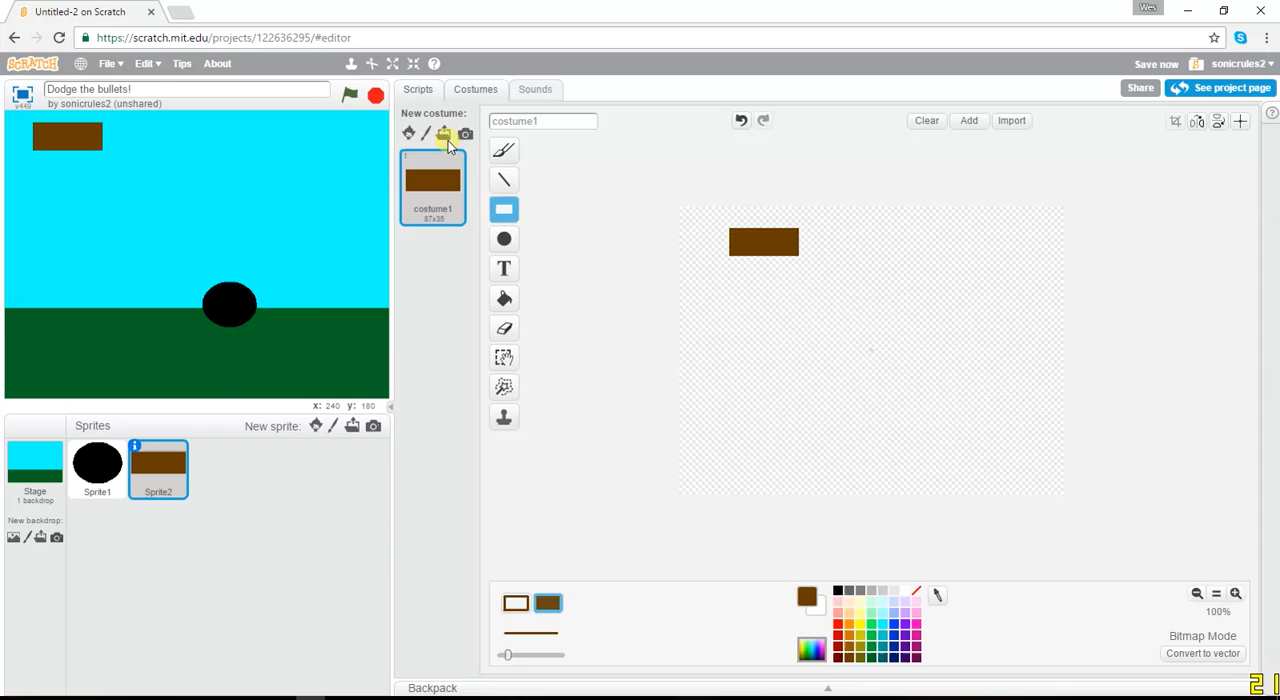 Untitled-2 on Scratch
Wes
https://scratch.mit.edu/projects/122636295/#editor
SCRATCH File Edit Tips About Save now sonicrules2
Dodge the bullets!
by sonicrules2 (unshared)
v449
Scripts Costumes Sounds Share See project page
New costume:
costume1 Clear Add Import
1
costume1
87x35
T
x: 240 y: 180
Sprites New sprite:
Stage
1 backdrop
Sprite1
Sprite2
New backdrop:
100%
Bitmap Mode
Convert to vector
Backpack
21